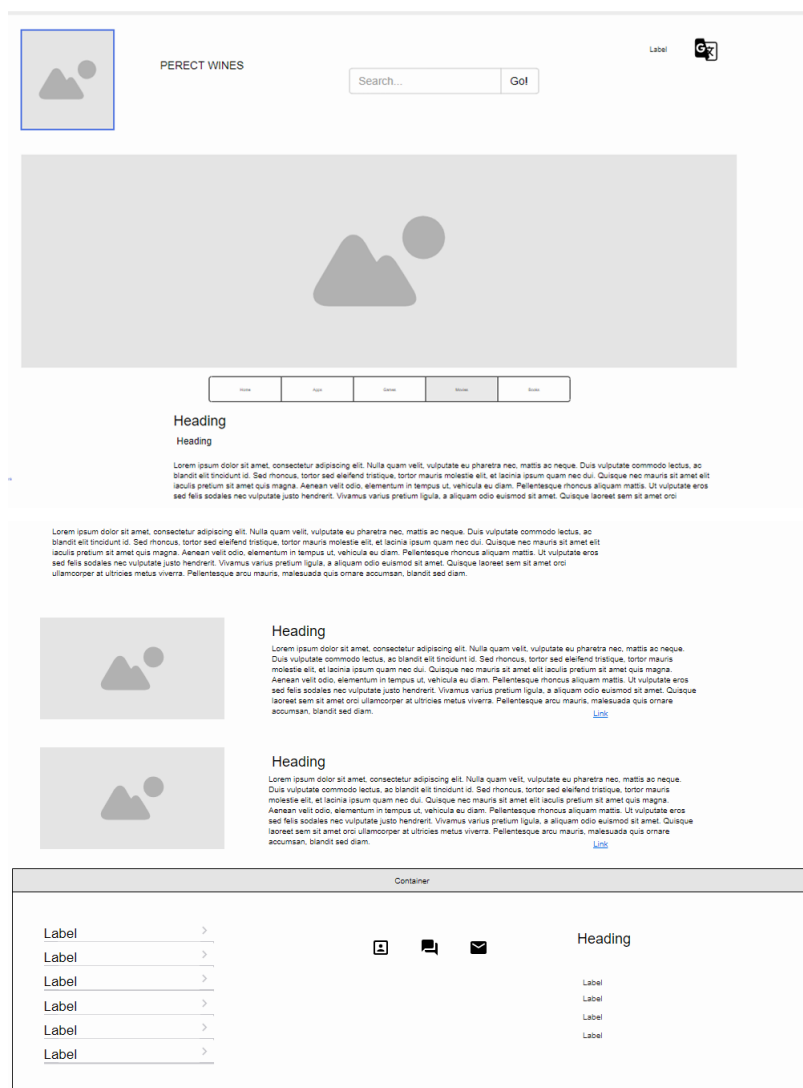 Label
PERECT WINES
Search... Go!
Home Apps Games Movies Books
Heading
Heading
Lorem ipsum dolor sit amet, consectetur adipiscing elit. Nulla quam velit, vulputate eu pharetra nec, mattis ac neque. Duis vulputate commodo lectus, ac
blandit elit tincidunt id. Sed rhoncus, tortor sed eleifend tristique, tortor mauris molestie elit, et lacinia ipsum quam nec dui. Quisque nec mauris sit amet elit
iaculis pretium sit amet quis magna. Aenean velit odio, elementum in tempus ut, vehicula eu diam. Pellentesque rhoncus aliquam mattis. Ut vulputate eros
sed felis sodales nec vulputate justo hendrerit. Vivamus varius pretium ligula, a aliquam odio euismod sit amet. Quisque laoreet sem sit amet orci
Lorem ipsum dolor sit amet, consectetur adipiscing elit. Nulla quam velit, vulputate eu pharetra nec, mattis ac neque. Duis vulputate commodo lectus, ac
blandit elit tincidunt id. Sed rhoncus, tortor sed eleifend tristique, tortor mauris molestie elit, et lacinia ipsum quam nec dui. Quisque nec mauris sit amet elit
iaculis pretium sit amet quis magna. Aenean velit odio, elementum in tempus ut, vehicula eu diam. Pellentesque rhoncus aliquam mattis. Ut vulputate eros
sed felis sodales nec vulputate justo hendrerit. Vivamus varius pretium ligula, a aliquam odio euismod sit amet. Quisque laoreet sem sit amet orci
ullamcorper at ultricies metus viverra. Pellentesque arcu mauris, malesuada quis ornare accumsan, blandit sed diam.
Heading
Lorem ipsum dolor sit amet, consectetur adipiscing elit. Nulla quam velit, vulputate eu pharetra nec, mattis ac neque.
Duis vulputate commodo lectus, ac blandit elit tincidunt id. Sed rhoncus, tortor sed eleifend tristique, tortor mauris
molestie elit, et lacinia ipsum quam nec dui. Quisque nec mauris sit amet elit iaculis pretium sit amet quis magna.
Aenean velit odio, elementum in tempus ut, vehicula eu diam. Pellentesque rhoncus aliquam mattis. Ut vulputate eros
sed felis sodales nec vulputate justo hendrerit. Vivamus varius pretium ligula, a aliquam odio euismod sit amet. Quisque
laoreet sem sit amet orci ullamcorper at ultricies metus viverra. Pellentesque arcu mauris, malesuada quis ornare
accumsan, blandit sed diam.
Link
Heading
Lorem ipsum dolor sit amet, consectetur adipiscing elit. Nulla quam velit, vulputate eu pharetra nec, mattis ac neque.
Duis vulputate commodo lectus, ac blandit elit tincidunt id. Sed rhoncus, tortor sed eleifend tristique, tortor mauris
molestie elit, et lacinia ipsum quam nec dui. Quisque nec mauris sit amet elit iaculis pretium sit amet quis magna.
Aenean velit odio, elementum in tempus ut, vehicula eu diam. Pellentesque rhoncus aliquam mattis. Ut vulputate eros
sed felis sodales nec vulputate justo hendrerit. Vivamus varius pretium ligula, a aliquam odio euismod sit amet. Quisque
laoreet sem sit amet orci ullamcorper at ultricies metus viverra. Pellentesque arcu mauris, malesuada quis ornare
accumsan, blandit sed diam.
Link
Container
Label
Label
Label
Label
Label
Label
Heading
Label
Label
Label
Label